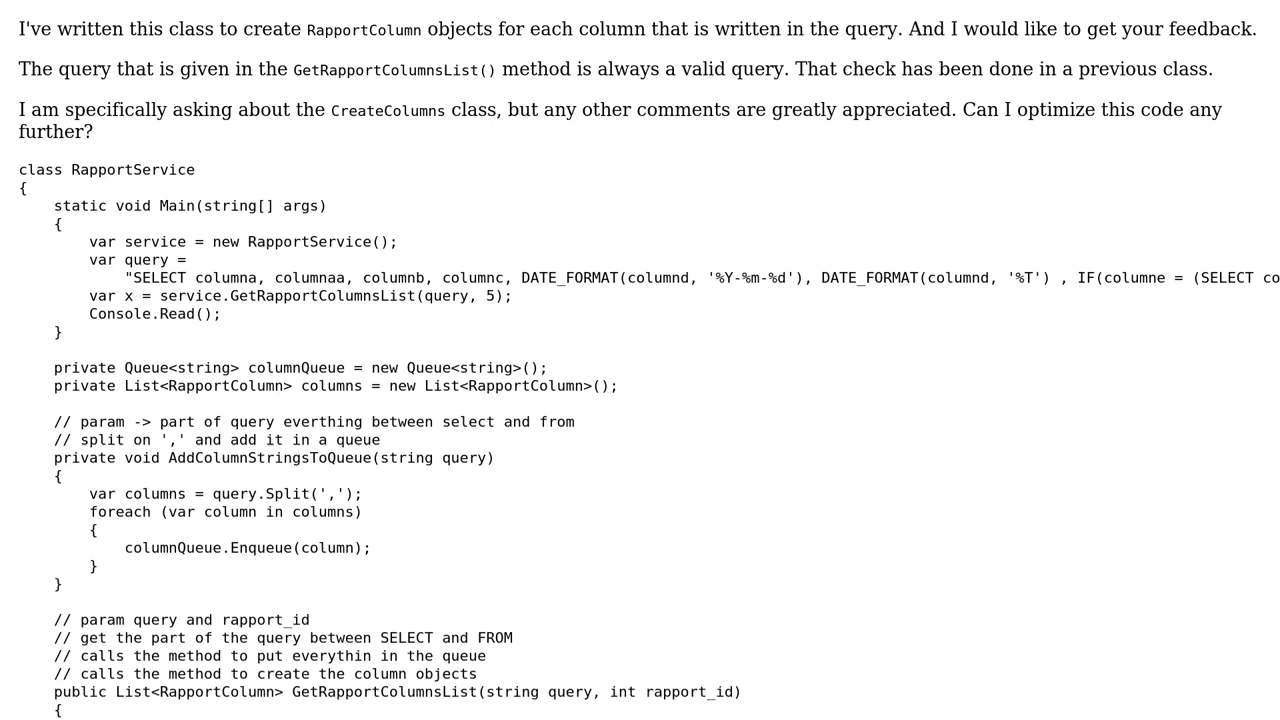 I've written this class to create RapportColumn objects for each column that is written in the query. And I would like to get your feedback.
The query that is given in the GetRapportColumnsList() method is always a valid query. That check has been done in a previous class.
I am specifically asking about the CreateColumns class, but any other comments are greatly appreciated. Can I optimize this code any
further?
class RapportService
{
    static void Main(string[] args)
    {
        var service = new RapportService();
        var query =
            "SELECT columna, columnaa, columnb, columnc, DATE_FORMAT(columnd, '%Y-%m-%d'), DATE_FORMAT(columnd, '%T') , IF(columne = (SELECT co
        var x = service.GetRapportColumnsList(query, 5);
        Console.Read();
    }
    private Queue<string> columnQueue = new Queue<string>();
    private List<RapportColumn> columns = new List<RapportColumn>();
    // param -> part of query everthing between select and from
    // split on ',' and add it in a queue
    private void AddColumnStringsToQueue(string query)
    {
        var columns = query.Split(',');
        foreach (var column in columns)
        {
            columnQueue.Enqueue(column);
        }
    }
    // param query and rapport_id
    // get the part of the query between SELECT and FROM
    // calls the method to put everythin in the queue
    // calls the method to create the column objects
    public List<RapportColumn> GetRapportColumnsList(string query, int rapport_id)
    {